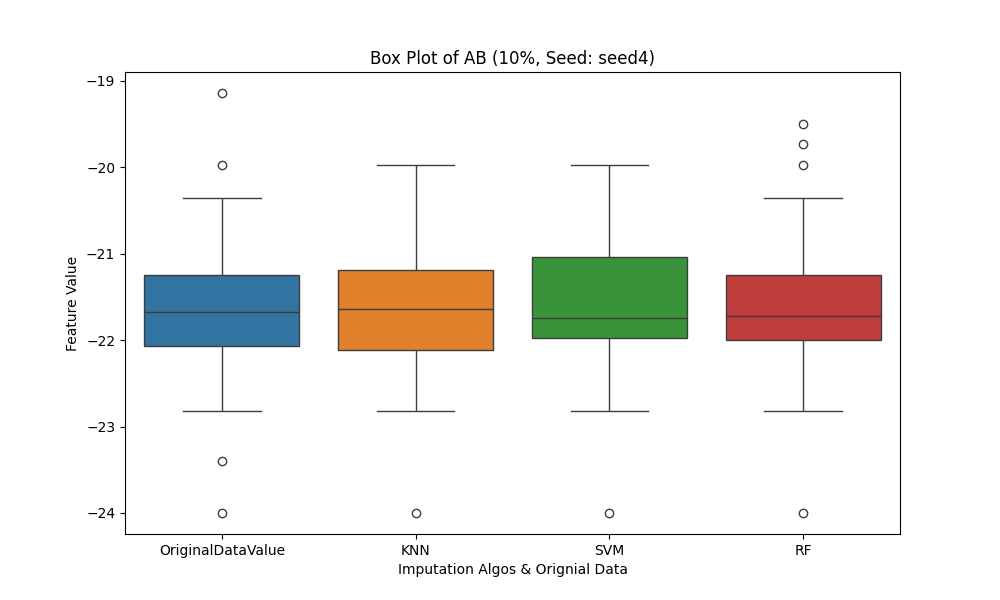 Box Plot of AB (10%, Seed: seed4)
Feature Value
−19
−20
−21
−22
−23
−24
OriginalDataValue KNN SVM RF
Imputation Algos & Orignial Data